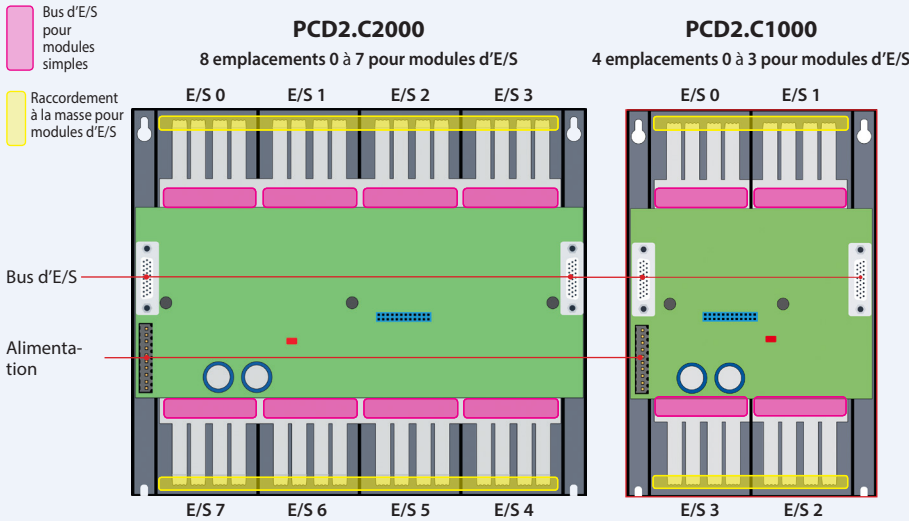 Bus d'E/S
pour
modules
simples
Raccordement
à la masse pour
modules d'E/S
PCD2.C2000
8 emplacements 0 à 7 pour modules d'E/S
E/S 0 E/S 1 E/S 2 E/S 3
PCD2.C1000
4 emplacements 0 à 3 pour modules d'E/S
E/S 0 E/S 1
Bus d'E/S
Alimenta-
tion
E/S 7 E/S 6 E/S 5 E/S 4
E/S 3 E/S 2